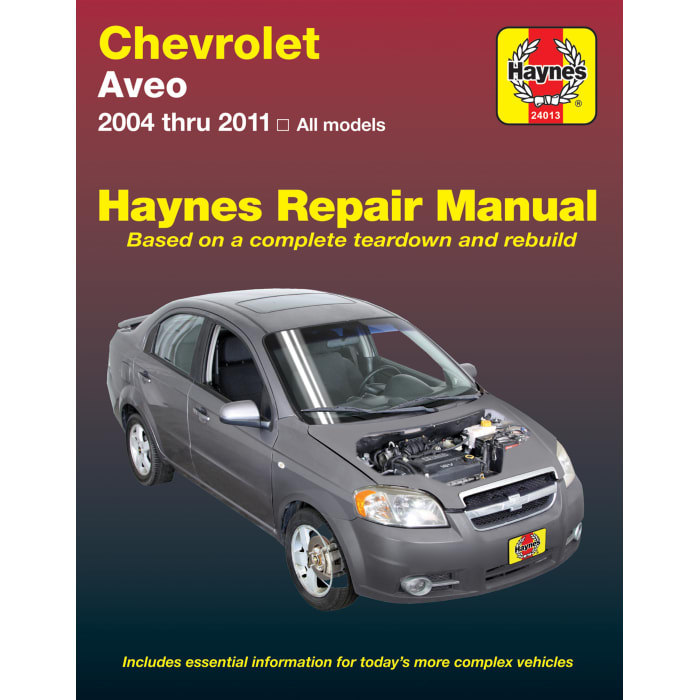 Chevrolet
Aveo
2004 thru 2011 □ All models
Haynes
®
24013
Haynes Repair Manual
Based on a complete teardown and rebuild
Haynes
Includes essential information for today's more complex vehicles